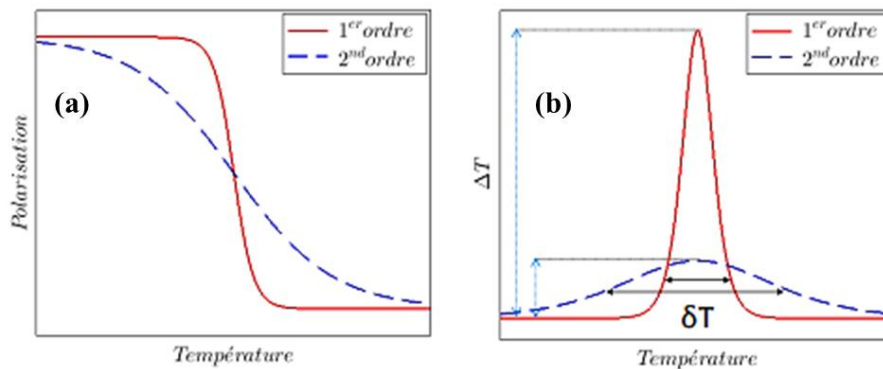 1er ordre
2nd ordre
(a)
Polarisation
Température
1er ordre
2nd ordre
(b)
ΔT
δT
Température